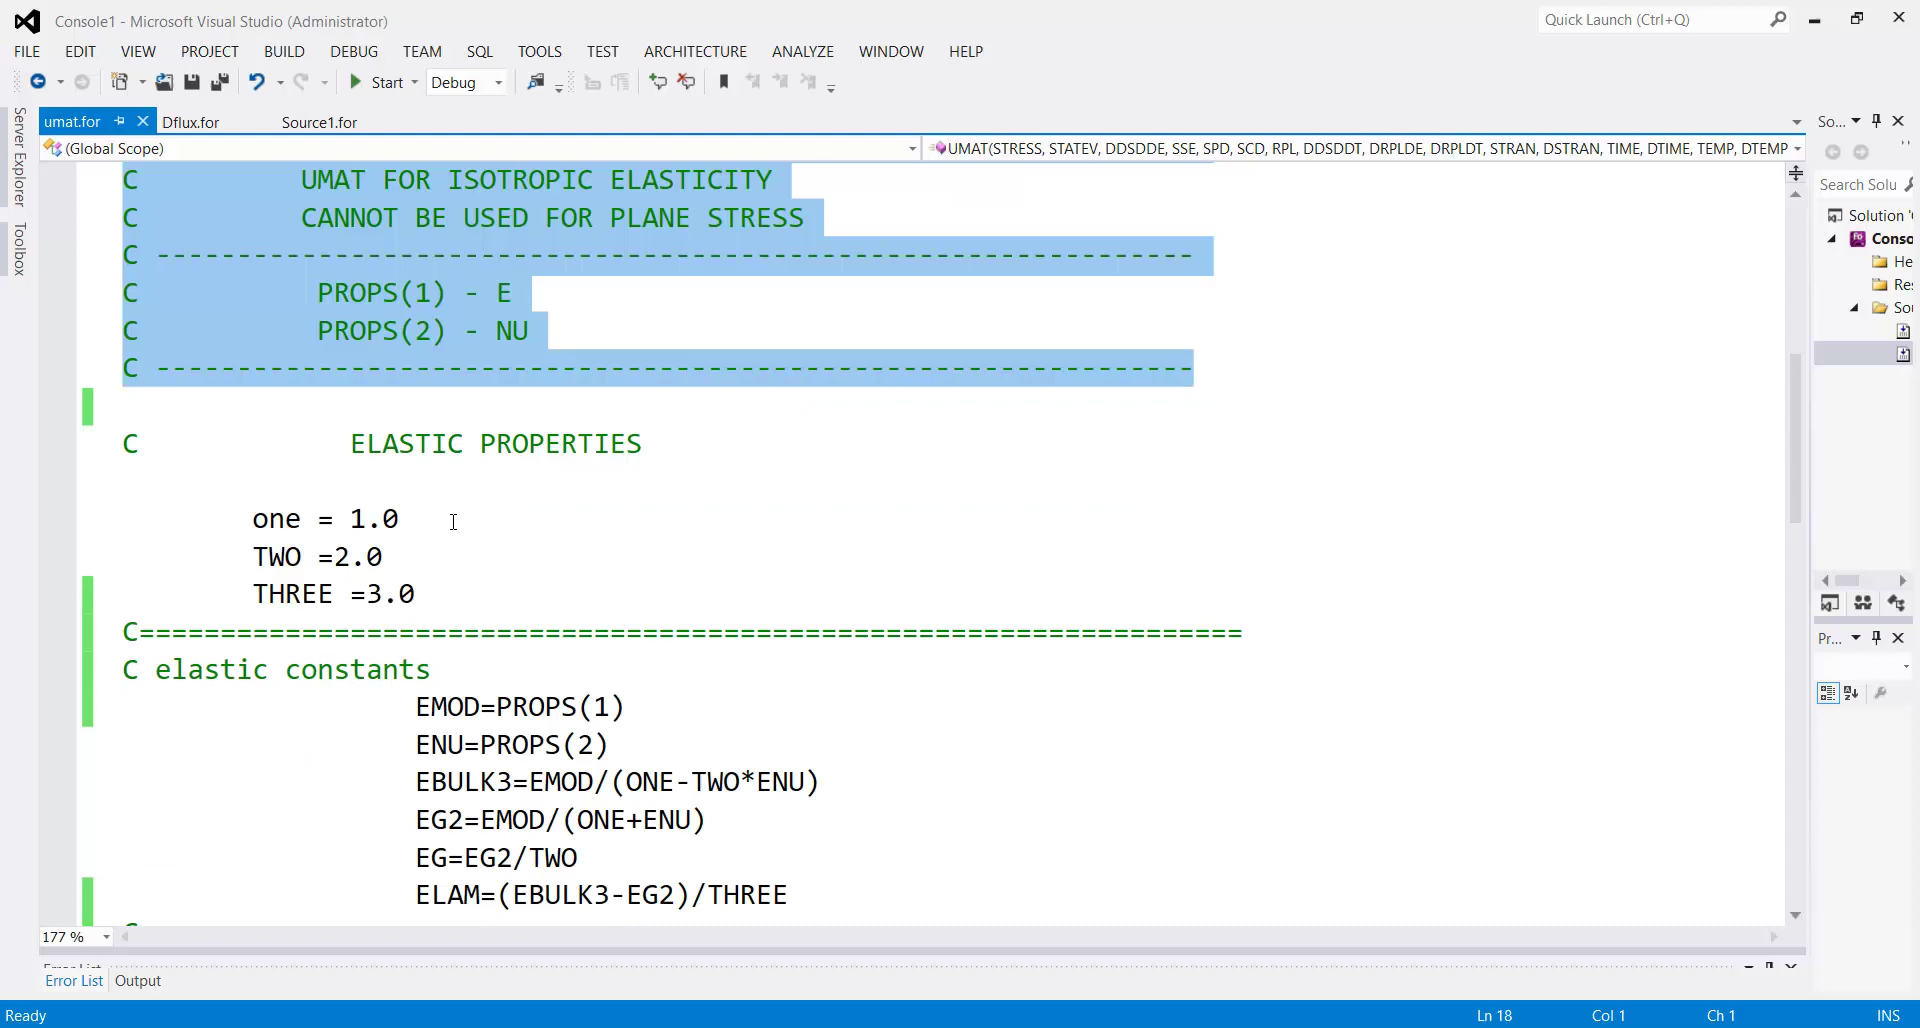 Console1 - Microsoft Visual Studio (Administrator)
Quick Launch (Ctrl+Q)
FILE EDIT VIEW PROJECT BUILD DEBUG TEAM SQL TOOLS TEST ARCHITECTURE ANALYZE WINDOW HELP
Start Debug
Server Explorer
Toolbox
umat.for Dflux.for Source1.for
(Global Scope) UMAT(STRESS, STATEV, DDSDDE, SSE, SPD, SCD, RPL, DDSDDT, DRPLDE, DRPLDT, STRAN, DSTRAN, TIME, DTIME, TEMP, DTEMP
C UMAT FOR ISOTROPIC ELASTICITY
C CANNOT BE USED FOR PLANE STRESS
C ----------------------------------------------------------------
C PROPS(1) - E
C PROPS(2) - NU
C ----------------------------------------------------------------
C ELASTIC PROPERTIES
one = 1.0
TWO =2.0
THREE =3.0
C====================================================================
C elastic constants
EMOD=PROPS(1)
ENU=PROPS(2)
EBULK3=EMOD/(ONE-TWO*ENU)
EG2=EMOD/(ONE+ENU)
EG=EG2/TWO
ELAM=(EBULK3-EG2)/THREE
177 %
Error List Output
So...
Search Solu
Solution '
Conso
He
Res
So
Pr...
Ready Ln 18 Col 1 Ch 1 INS